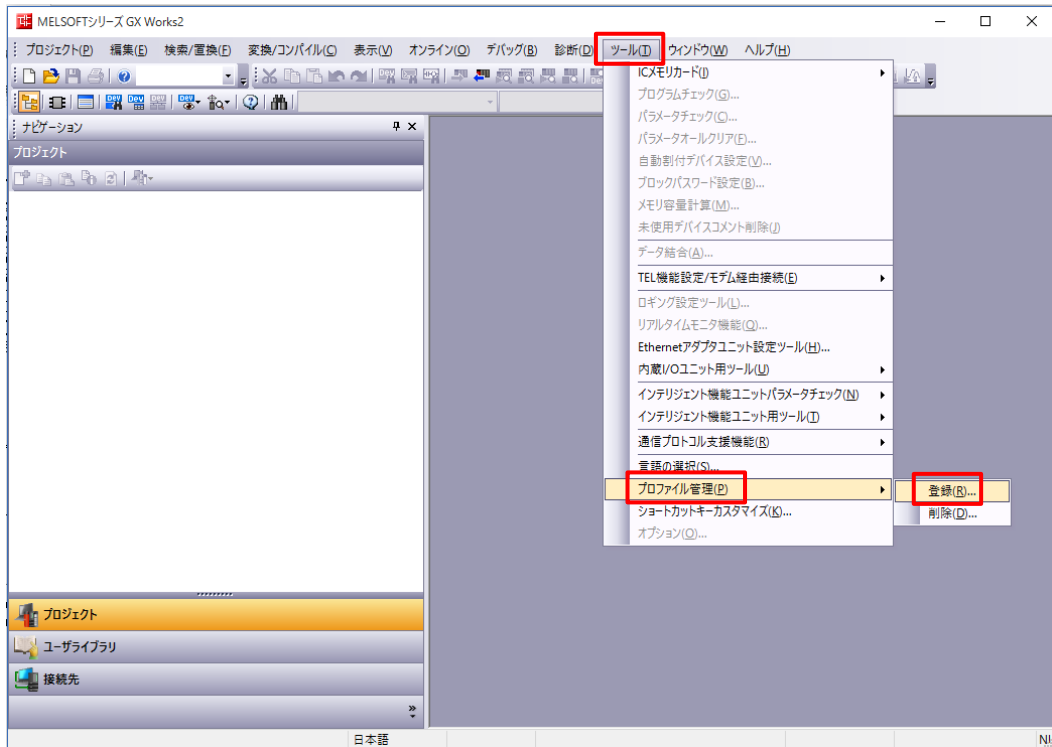 MELSOFTシリーズ GX Works2
プロジェクト(P) 編集(E) 検索/置換(F) 変換/コンパイル(C) 表示(V) オンライン(O) デバッグ(B) 診断(D) ツール(T) ウィンドウ(W) ヘルプ(H)
ナビゲーション
プロジェクト
ICメモリカード(I)
プログラムチェック(G)...
パラメータチェック(C)...
パラメータオールクリア(F)...
自動割付デバイス設定(V)...
ブロックパスワード設定(B)...
メモリ容量計算(M)...
未使用デバイスコメント削除(J)
データ結合(A)...
TEL機能設定/モデム経由接続(E)
ロギング設定ツール(L)...
リアルタイムモニタ機能(Q)...
Ethernetアダプタユニット設定ツール(H)...
内蔵I/Oユニット用ツール(U)
インテリジェント機能ユニットパラメータチェック(N)
インテリジェント機能ユニット用ツール(T)
通信プロトコル支援機能(R)
言語の選択(S)...
プロファイル管理(P)
登録(R)...
ショートカットキーカスタマイズ(K)...
削除(D)...
オプション(O)...
プロジェクト
ユーザライブラリ
接続先
日本語